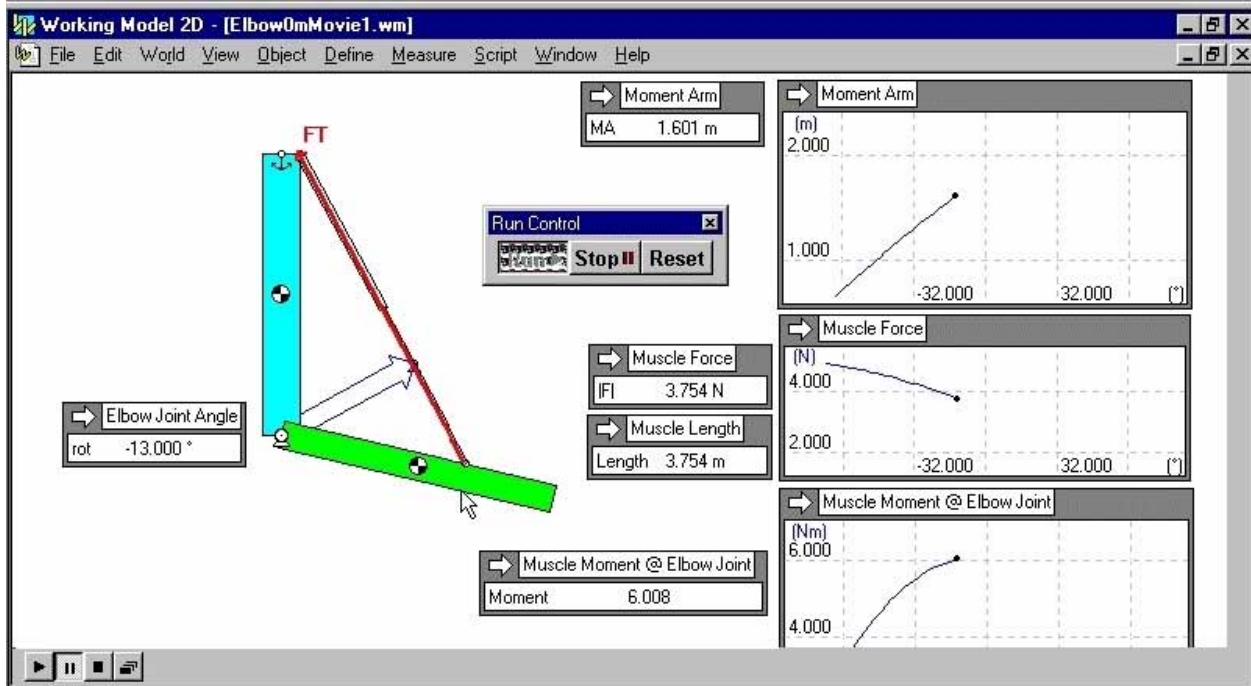 Working Model 2D - [Elbow0mMovie1.wm]
File Edit World View Object Define Measure Script Window Help
FT
Moment Arm
MA 1.601 m
Moment Arm
(m)
2.000
1.000
-32.000 32.000 (°)
Run Control
Run Stop Reset
Muscle Force
|F| 3.754 N
Muscle Force
(N)
4.000
2.000
-32.000 32.000 (°)
Elbow Joint Angle
rot -13.000 °
Muscle Length
Length 3.754 m
Muscle Moment @ Elbow Joint
Moment 6.008
Muscle Moment @ Elbow Joint
(Nm)
6.000
4.000